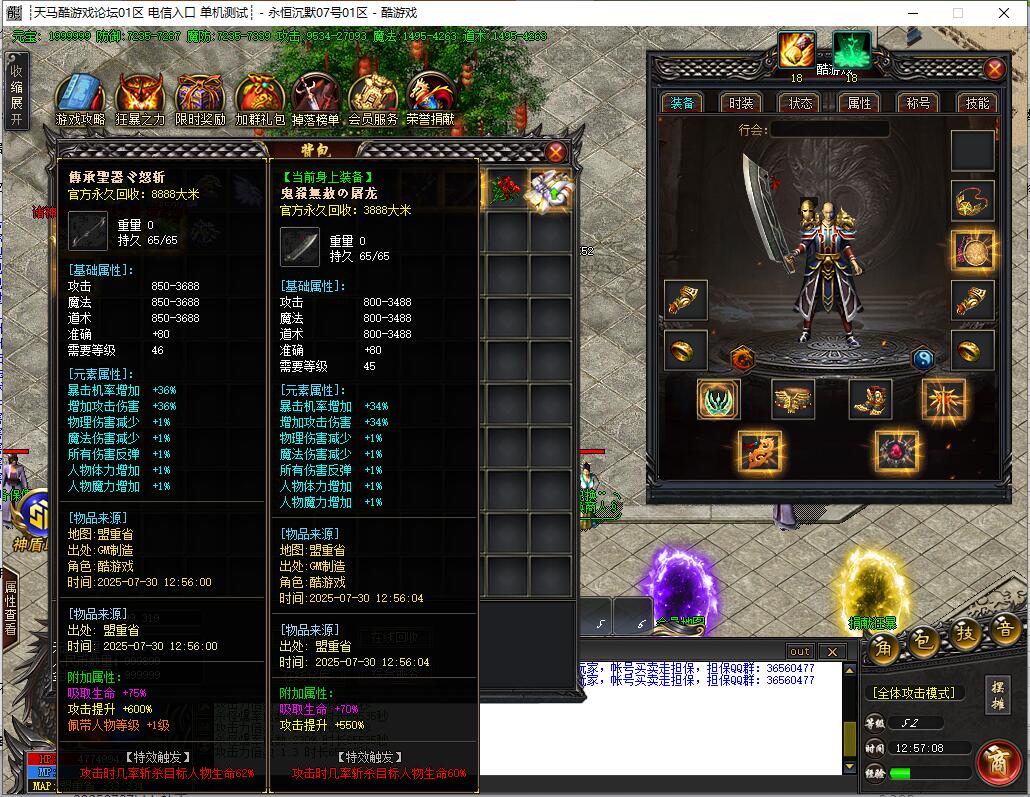 天马酷游戏论坛01区 电信入口 单机测试 - 永恒沉默07号01区 - 酷游戏
元宝: 1999999 防御:7235-7287 魔防:7235-7339 攻击:9534-27093 魔法:1495-4263 道术:1495-4263
收缩展开
游戏攻略 狂暴之力 限时奖励 加群礼包 掉落榜单 会员服务 荣誉捐献
背包
傳承聖器ㄍ怒斩
官方永久回收: 8888大米
重量 0
持久 65/65
[基础属性]:
攻击 850-3688
魔法 850-3688
道术 850-3688
准确 +80
需要等级 46
[元素属性]:
暴击机率增加 +36%
增加攻击伤害 +36%
物理伤害减少 +1%
魔法伤害减少 +1%
所有伤害反弹 +1%
人物体力增加 +1%
人物魔力增加 +1%
[物品来源]
地图:盟重省
出处:GM制造
角色:酷游戏
时间:2025-07-30 12:56:00
[物品来源]
出处: 盟重省
时间: 2025-07-30 12:56:00
附加属性:
吸取生命 +75%
攻击提升 +600%
佩带人物等级 +1级
【特效触发】
攻击时几率斩杀目标人物生命62%
【当前身上装备】
鬼殺無赦の屠龙
官方永久回收: 3888大米
重量 0
持久 65/65
[基础属性]:
攻击 800-3488
魔法 800-3488
道术 800-3488
准确 +80
需要等级 45
[元素属性]:
暴击机率增加 +34%
增加攻击伤害 +34%
物理伤害减少 +1%
魔法伤害减少 +1%
所有伤害反弹 +1%
人物体力增加 +1%
人物魔力增加 +1%
[物品来源]
地图:盟重省
出处:GM制造
角色:酷游戏
时间:2025-07-30 12:56:04
[物品来源]
出处: 盟重省
时间: 2025-07-30 12:56:04
附加属性:
吸取生命 +70%
攻击提升 +550%
【特效触发】
攻击时几率斩杀目标人物生命60%
18
18
装备 时装 状态 属性 称号 技能
行会:
属性查看
5 6
会员地图
捐献狂暴
out X
玩家, 帐号买卖走担保, 担保QQ群: 36560477
玩家, 帐号买卖走担保, 担保QQ群: 36560477
角 包 技 音
[全体攻击模式]
摆摊
等级 52
时间 12:57:08
经验
商
HP
MP
MAP: